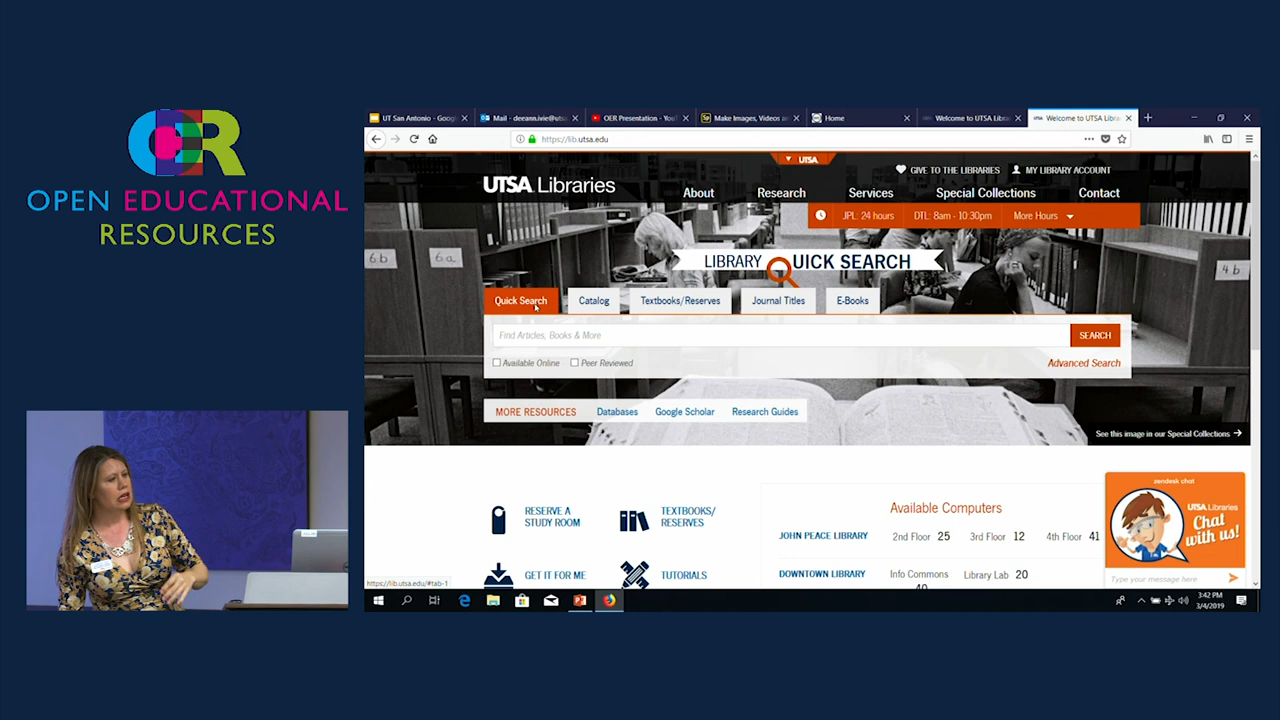 OER
OPEN EDUCATIONAL
RESOURCES
UT San Antonio - Googl
Mail - deeann.ivie@uts
OER Presentation - YouT
Make Images, Videos a
Home
Welcome to UTSA Libra
Welcome to UTSA Libra
https://lib.utsa.edu
UTSA
GIVE TO THE LIBRARIES
MY LIBRARY ACCOUNT
UTSA Libraries
About
Research
Services
Special Collections
Contact
JPL: 24 hours
DTL: 8am - 10:30pm
More Hours
6b
6a
4b
LIBRARY QUICK SEARCH
Quick Search
Catalog
Textbooks/Reserves
Journal Titles
E-Books
Find Articles, Books & More
SEARCH
Available Online
Peer Reviewed
Advanced Search
MORE RESOURCES
Databases
Google Scholar
Research Guides
See this image in our Special Collections
RESERVE A
STUDY ROOM
TEXTBOOKS/
RESERVES
GET IT FOR ME
TUTORIALS
Available Computers
JOHN PEACE LIBRARY
2nd Floor 25
3rd Floor 12
4th Floor 41
DOWNTOWN LIBRARY
Info Commons
40
Library Lab 20
zendesk chat
UTSA Libraries
Chat
with us!
Type your message here
https://lib.utsa.edu/#tab-1
3:42 PM
3/4/2019